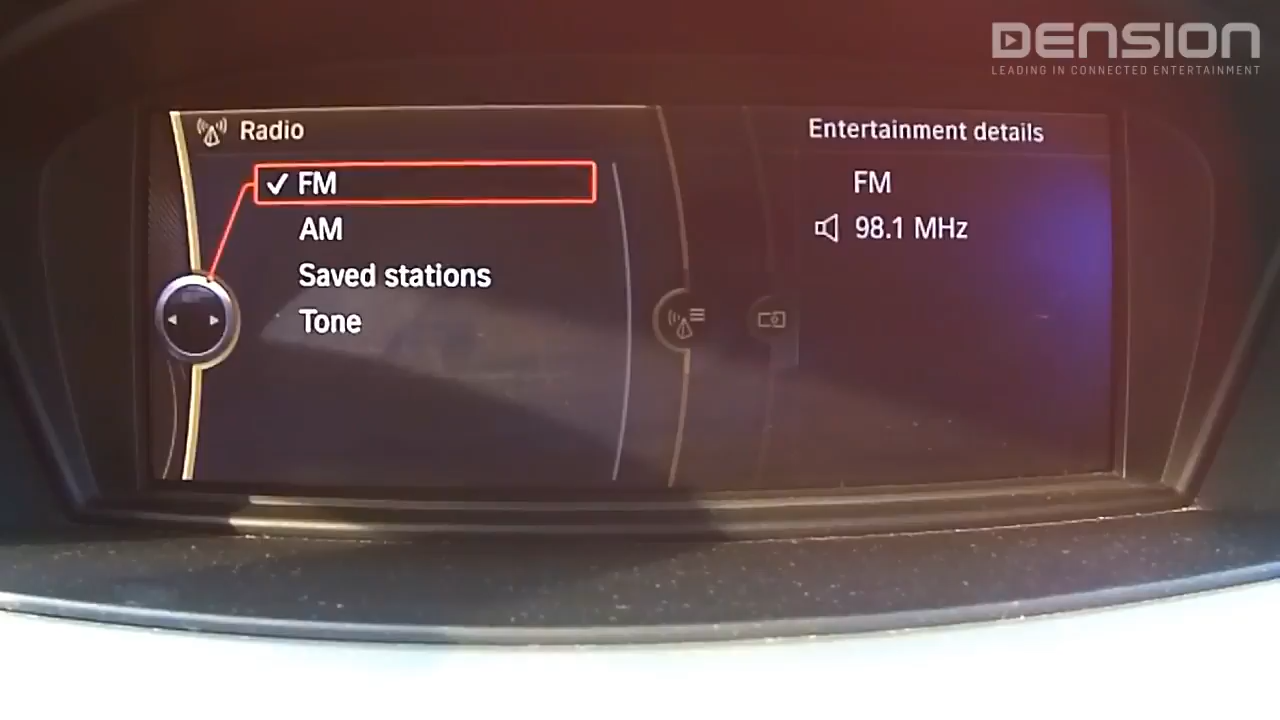 DENSION
LEADING IN CONNECTED ENTERTAINMENT
Radio
FM
AM
Saved stations
Tone
Entertainment details
FM
98.1 MHz